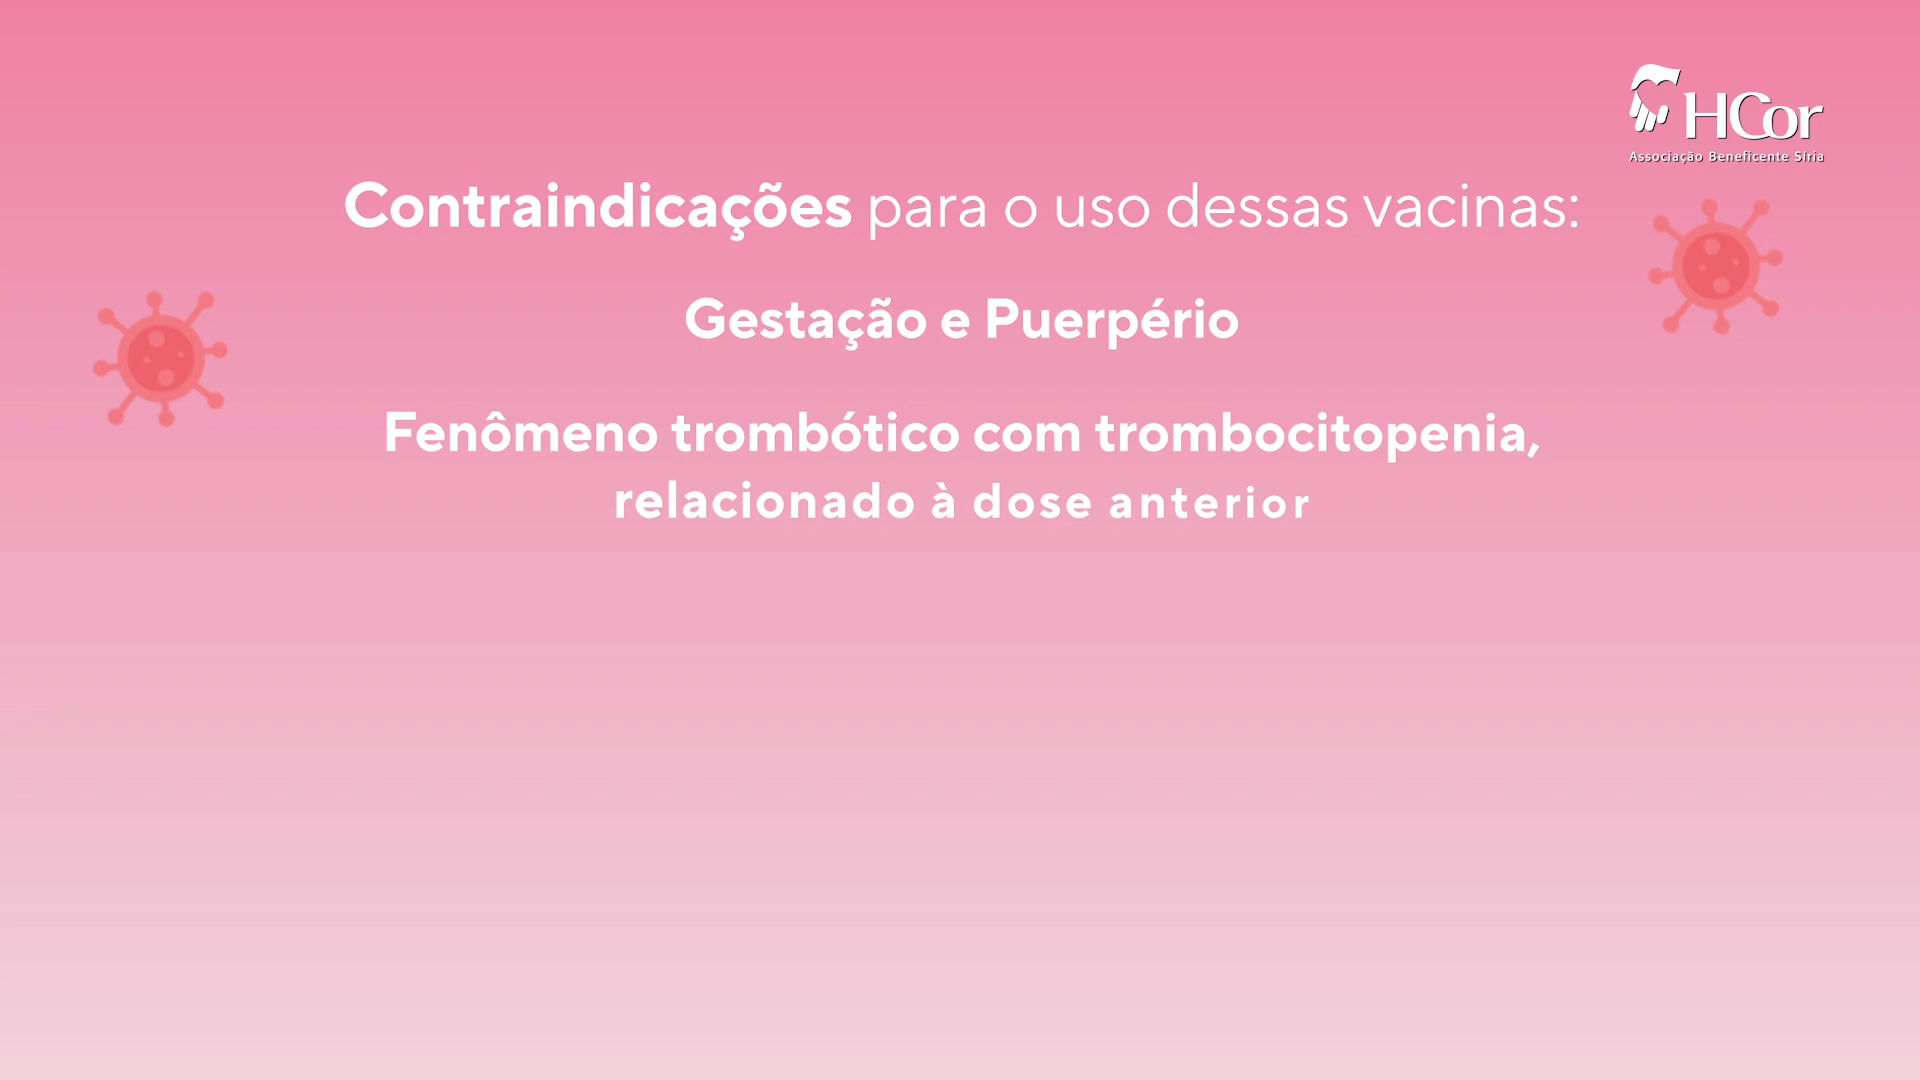 HCor
Associação Beneficente Síria
Contraindicações para o uso dessas vacinas:
Gestação e Puerpério
Fenômeno trombótico com trombocitopenia,
relacionado à dose anterior